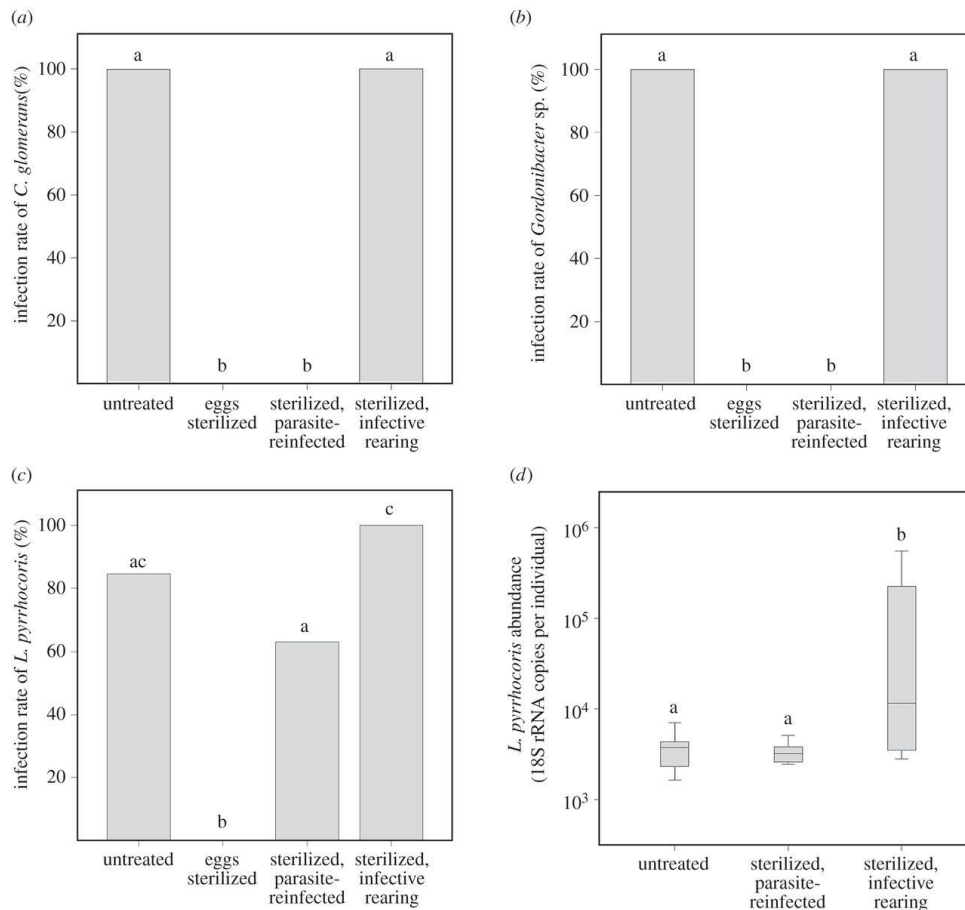 (a)
infection rate of C. glomerans(%)
100
80
60
40
20
a
b
b
a
untreated
eggs
sterilized
sterilized,
parasite-
reinfected
sterilized,
infective
rearing
(b)
infection rate of Gordonibacter sp. (%)
100
80
60
40
20
a
b
b
a
untreated
eggs
sterilized
sterilized,
parasite-
reinfected
sterilized,
infective
rearing
(c)
infection rate of L. pyrrhocoris (%)
100
80
60
40
20
ac
b
a
c
untreated
eggs
sterilized
sterilized,
parasite-
reinfected
sterilized,
infective
rearing
(d)
L. pyrrhocoris abundance
(18S rRNA copies per individual)
10⁶
10⁵
10⁴
10³
a
a
b
untreated
sterilized,
parasite-
reinfected
sterilized,
infective
rearing